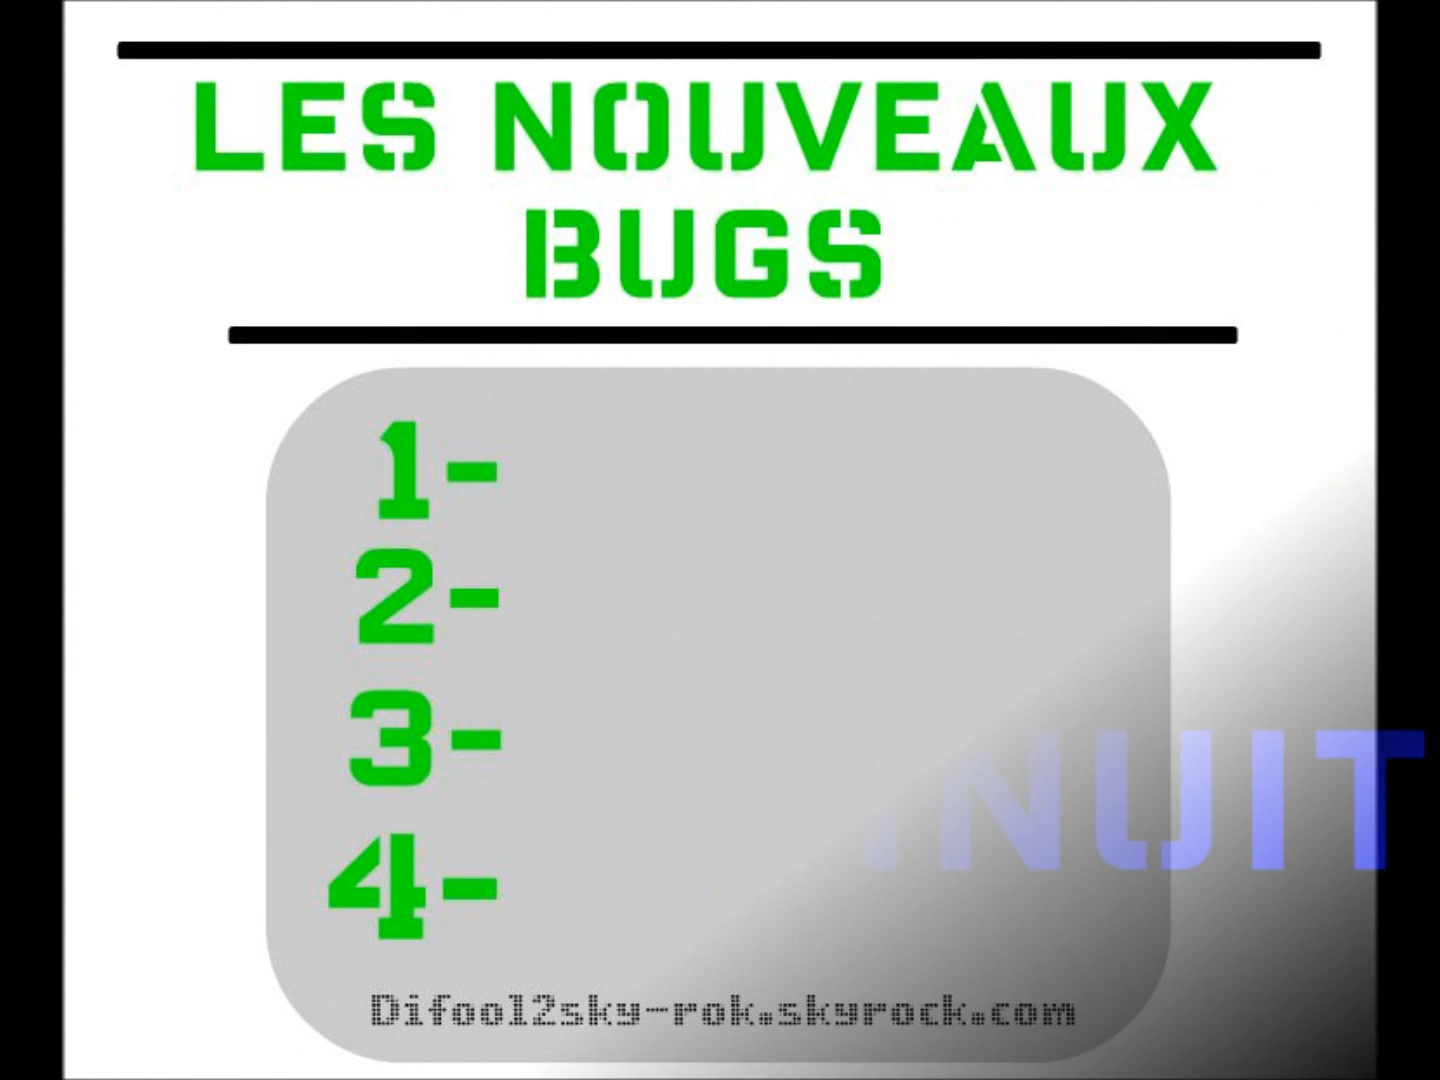 LES NOUVEAUX
BUGS
1-
2-
3-
NUIT
4-
Difool2sky-rok.skyrock.com